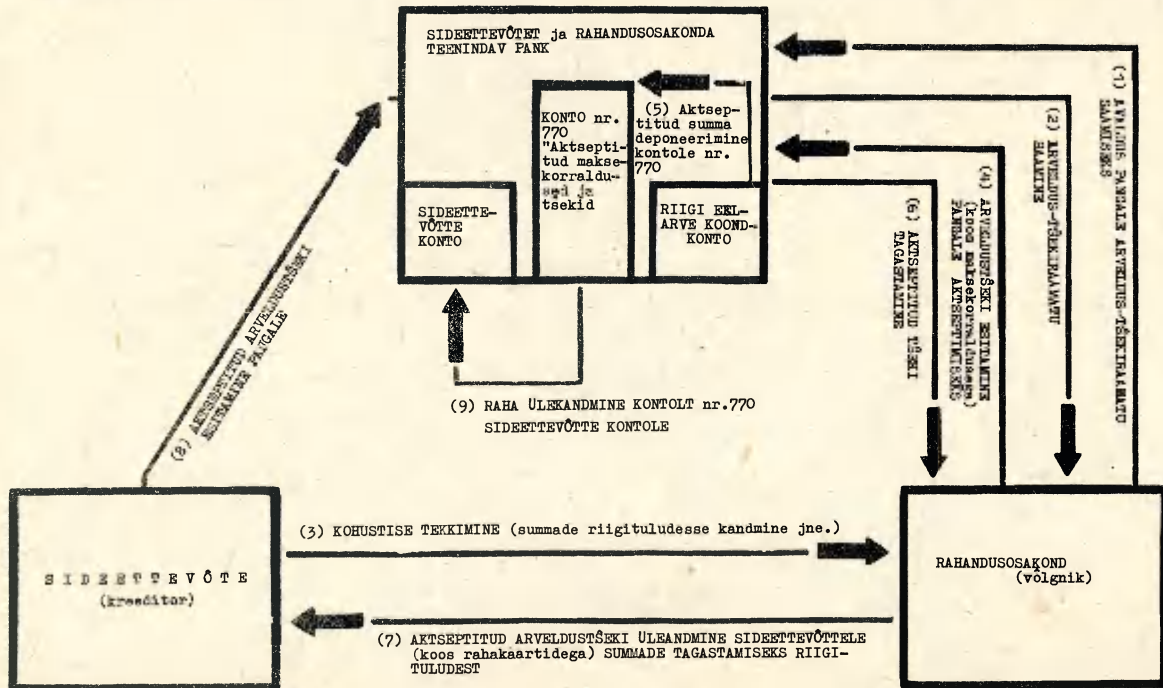 SIDEETTEVÕTET ja RAHANDUSOSAKONDA
TEENINDAV PANK
KONTO nr.
770
"Aktsepti-
tud makse-
korraldu-
sed ja
tsekid
(5) Aktsep-
titud summa
deponeerimine
kontole nr.
770
SIDEETTE-
VÕTTE
KONTO
RIIGI EEL-
ARVE KOOND-
KONTO
(1) AVALDUS PANGALE ARVELDUS-TŠEKIRAAMATU
SAAMISEKS
(2) ARVELDUS-TŠEKIRAAMATU
SAAMINE
(4) ARVELDUSTŠEKI ESITAMINE
(koos maksekorraldusega)
PANGALE AKTSEPTIMISEKS
(6) AKTSEPTITUD TŠEKI
TAGASTAMINE
(8) AKTSEPTITUD ARVELDUSTŠEKI
ESITAMINE PANGALE
(9) RAHA ULEKANDMINE KONTOLT nr.770
SIDEETTEVÕTTE KONTOLE
(3) KOHUSTISE TEKKIMINE (summade riigituludesse kandmine jne.)
SIDEETTEVÕTE
(kreeditor)
RAHANDUSOSAKOND
(võlgnik)
(7) AKTSEPTITUD ARVELDUSTŠEKI ULEANDMINE SIDEETTEVÕTTELE
(koos rahakaartidega) SUMMADE TAGASTAMISEKS RIIGI-
TULUDEST